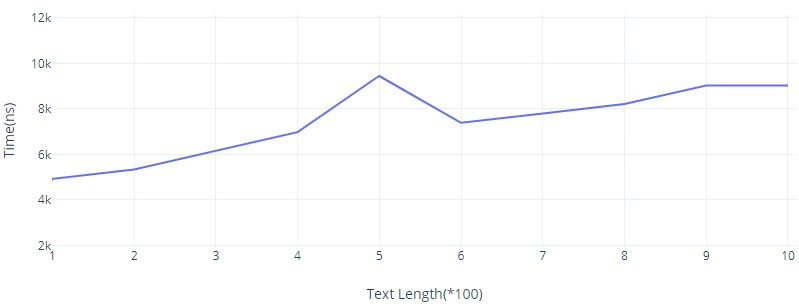 12k
10k
8k
6k
4k
2k
Time(ns)
1 2 3 4 5 6 7 8 9 10
Text Length(*100)